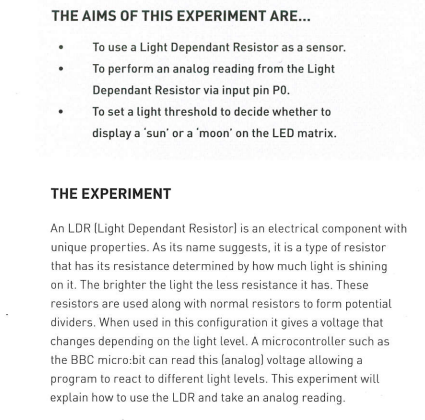 THE AIMS OF THIS EXPERIMENT ARE...
• To use a Light Dependant Resistor as a sensor.
• To perform an analog reading from the Light
Dependant Resistor via input pin P0.
• To set a light threshold to decide whether to
display a ‘sun’ or a ‘moon’ on the LED matrix.
THE EXPERIMENT
An LDR (Light Dependant Resistor) is an electrical component with
unique properties. As its name suggests, it is a type of resistor
that has its resistance determined by how much light is shining
on it. The brighter the light the less resistance it has. These
resistors are used along with normal resistors to form potential
dividers. When used in this configuration it gives a voltage that
changes depending on the light level. A microcontroller such as
the BBC micro:bit can read this (analog) voltage allowing a
program to react to different light levels. This experiment will
explain how to use the LDR and take an analog reading.